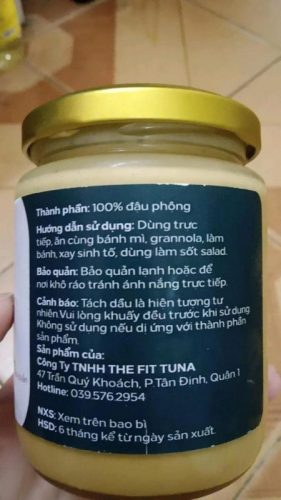 Thành phần: 100% đậu phộng
Hướng dẫn sử dụng: Dùng trực
tiếp, ăn cùng bánh mì, grannola, làm
bánh, xay sinh tố, dùng làm sốt salad.
Bảo quản: Bảo quản lạnh hoặc để
nơi khô ráo tránh ánh nắng trực tiếp.
Cảnh báo: Tách dầu là hiện tượng tự
nhiên Vui lòng khuấy đều trước khi sử dụng
Không sử dụng nếu dị ứng với thành phần
sản phẩm.
Sản phẩm của:
Công Ty TNHH THE FIT TUNA
47 Trần Quý Khoách, P.Tân Định, Quận 1
Hotline: 039.576.2954
NXS: Xem trên bao bì
HSD: 6 tháng kể từ ngày sản xuất.